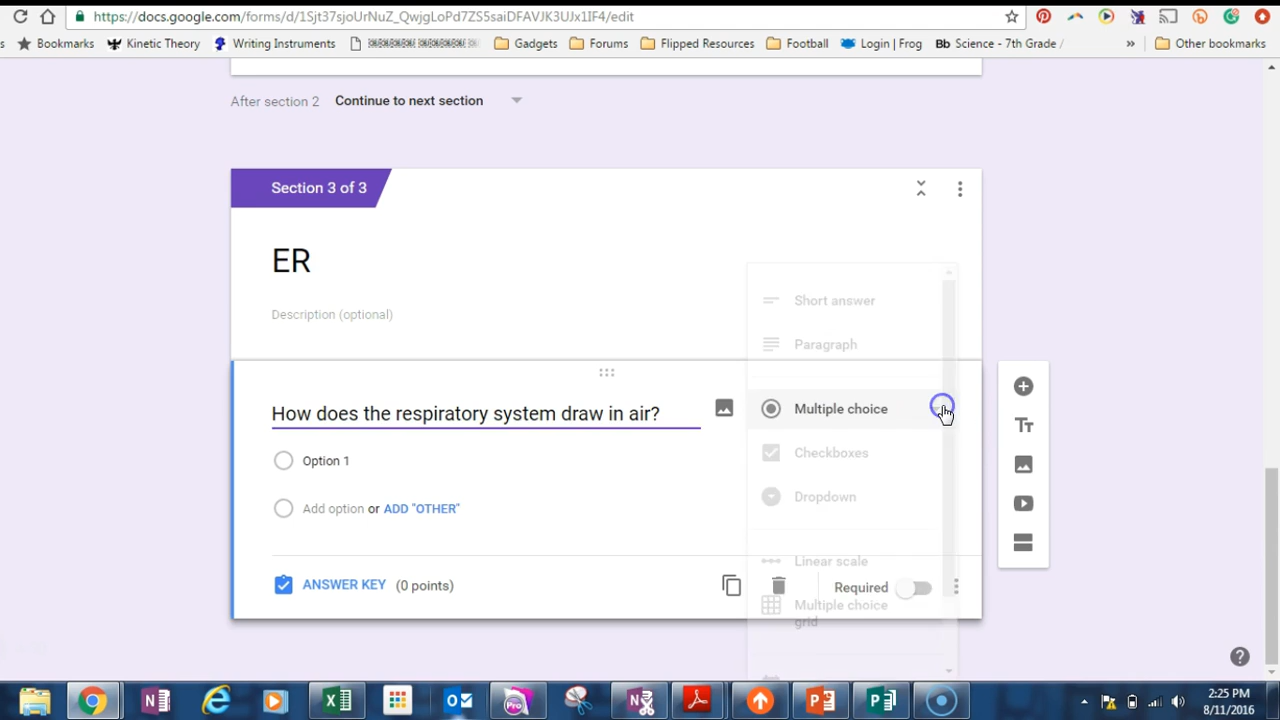 https://docs.google.com/forms/d/1Sjt37sjoUrNuZ_QwjgLoPd7ZS5saiDFAVJK3UJx1IF4/edit
s Bookmarks Kinetic Theory Writing Instruments Gadgets Forums Flipped Resources Football Login | Frog Bb Science - 7th Grade / » Other bookmarks
After section 2 Continue to next section
Section 3 of 3
ER
Description (optional)
Short answer
Paragraph
How does the respiratory system draw in air?
Multiple choice
Option 1
Checkboxes
Dropdown
Add option or ADD "OTHER"
Linear scale
ANSWER KEY (0 points)
Required
Multiple choice
grid
2:25 PM
8/11/2016